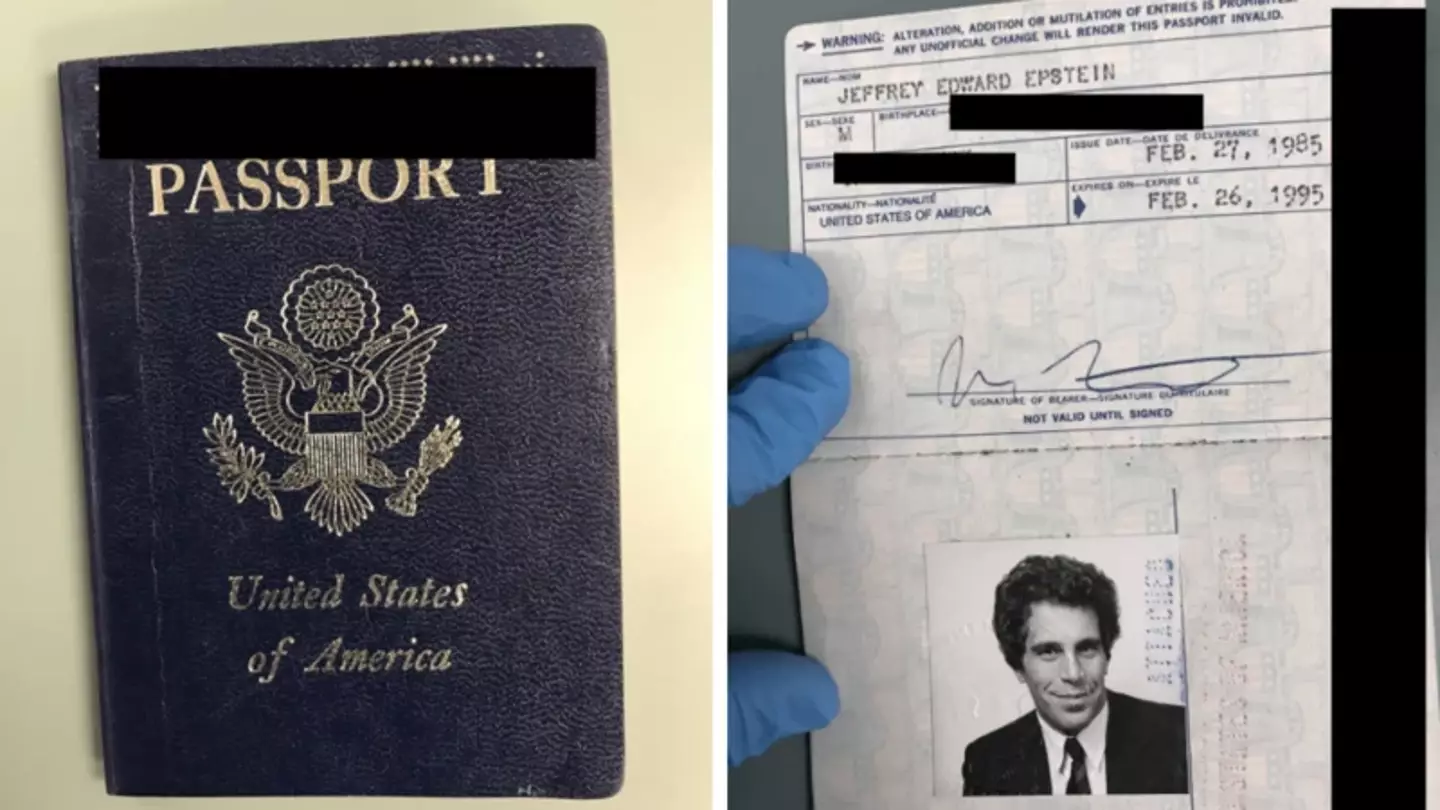 PASSPORT
United States
of America
WARNING: ALTERATION, ADDITION OR MUTILATION OF ENTRIES IS PROHIBITED.
ANY UNOFFICIAL CHANGE WILL RENDER THIS PASSPORT INVALID.
NAME—NOM
JEFFREY EDWARD EPSTEIN
SEX—SEXE
M
BIRTHPLACE
ISSUE DATE—DATE DE DELIVRANCE
FEB. 27, 1985
BIRTH
EXPIRES ON—EXPIRE LE
FEB. 26, 1995
NATIONALITY—NATIONALITÉ
UNITED STATES OF AMERICA
SIGNATURE OF BEARER—SIGNATURE DU TITULAIRE
NOT VALID UNTIL SIGNED